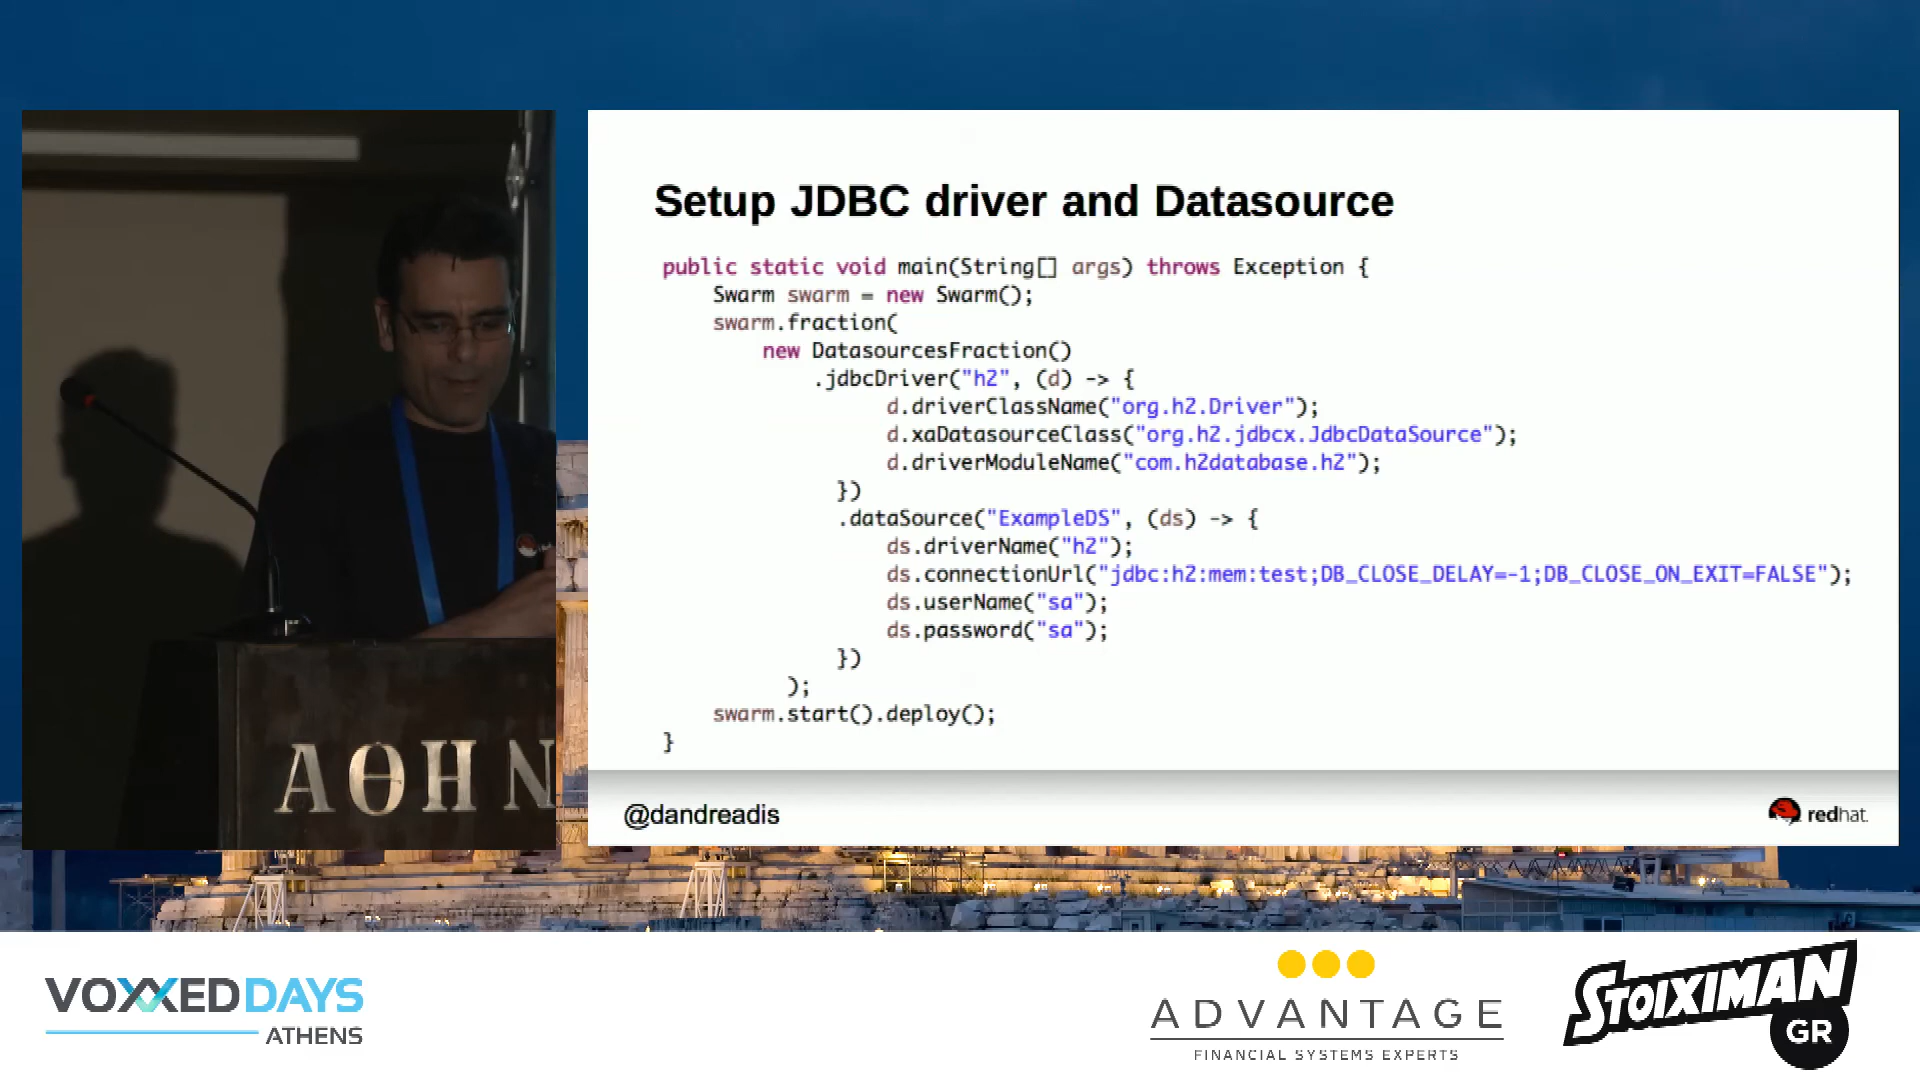 Setup JDBC driver and Datasource
public static void main(String[] args) throws Exception {
Swarm swarm = new Swarm();
swarm.fraction(
new DatasourcesFraction()
.jdbcDriver("h2", (d) -> {
d.driverClassName("org.h2.Driver");
d.xaDatasourceClass("org.h2.jdbcx.JdbcDataSource");
d.driverModuleName("com.h2database.h2");
})
.dataSource("ExampleDS", (ds) -> {
ds.driverName("h2");
ds.connectionUrl("jdbc:h2:mem:test;DB_CLOSE_DELAY=-1;DB_CLOSE_ON_EXIT=FALSE");
ds.userName("sa");
ds.password("sa");
})
);
swarm.start().deploy();
}
@dandreadis
redhat.
ΑΘΗΝ
VOXXED DAYS
ATHENS
ADVANTAGE
FINANCIAL SYSTEMS EXPERTS
STOIXIMAN
GR